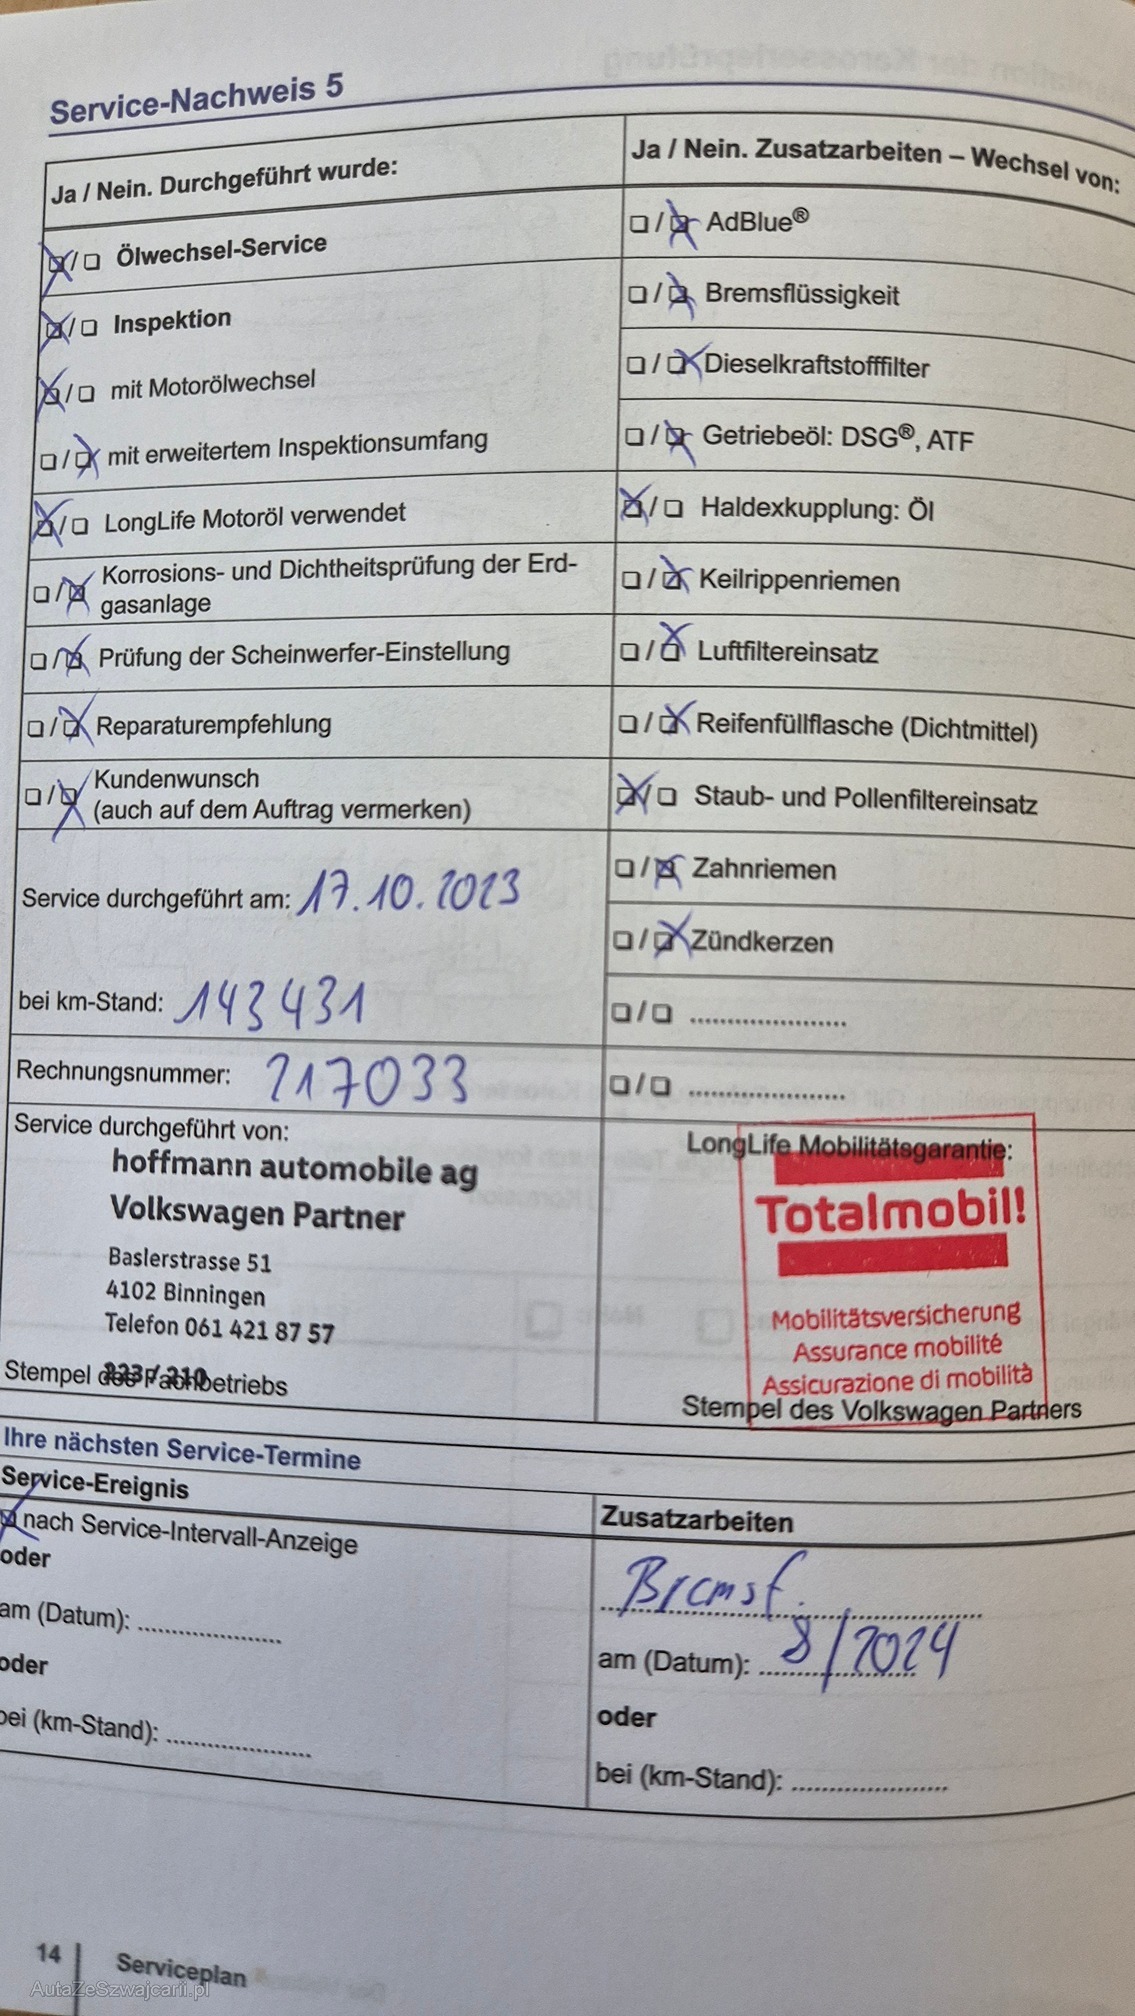 Service-Nachweis 5
Ja / Nein. Durchgeführt wurde:
☒/☐ Ölwechsel-Service
☒/☐ Inspektion
☒/☐ mit Motorölwechsel
☐/☒ mit erweitertem Inspektionsumfang
☒/☐ LongLife Motoröl verwendet
☐/☒ Korrosions- und Dichtheitsprüfung der Erd-
gasanlage
☐/☒ Prüfung der Scheinwerfer-Einstellung
☐/☒ Reparaturempfehlung
☐/☒ Kundenwunsch
(auch auf dem Auftrag vermerken)
Service durchgeführt am: 17.10.2023
bei km-Stand: 143431
Rechnungsnummer: 217033
Service durchgeführt von:
hoffmann automobile ag
Volkswagen Partner
Baslerstrasse 51
4102 Binningen
Telefon 061 421 87 57
Stempel des Fachbetriebs
Ja / Nein. Zusatzarbeiten – Wechsel von:
☐/☒ AdBlue®
☐/☒ Bremsflüssigkeit
☐/☒ Dieselkraftstofffilter
☐/☒ Getriebeöl: DSG®, ATF
☒/☐ Haldexkupplung: Öl
☐/☒ Keilrippenriemen
☐/☒ Luftfiltereinsatz
☐/☒ Reifenfüllflasche (Dichtmittel)
☒/☐ Staub- und Pollenfiltereinsatz
☐/☒ Zahnriemen
☐/☒ Zündkerzen
☐/☐ ......................
☐/☐ ......................
LongLife Mobilitätsgarantie:
Totalmobil!
Mobilitätsversicherung
Assurance mobilité
Assicurazione di mobilità
Stempel des Volkswagen Partners
Ihre nächsten Service-Termine
Service-Ereignis
☒ nach Service-Intervall-Anzeige
oder
am (Datum): ....................
oder
bei (km-Stand): ....................
Zusatzarbeiten
Bremsf.
am (Datum): 8/2024
oder
bei (km-Stand): ....................
14 Serviceplan
AutaZeSzwajcarii.pl